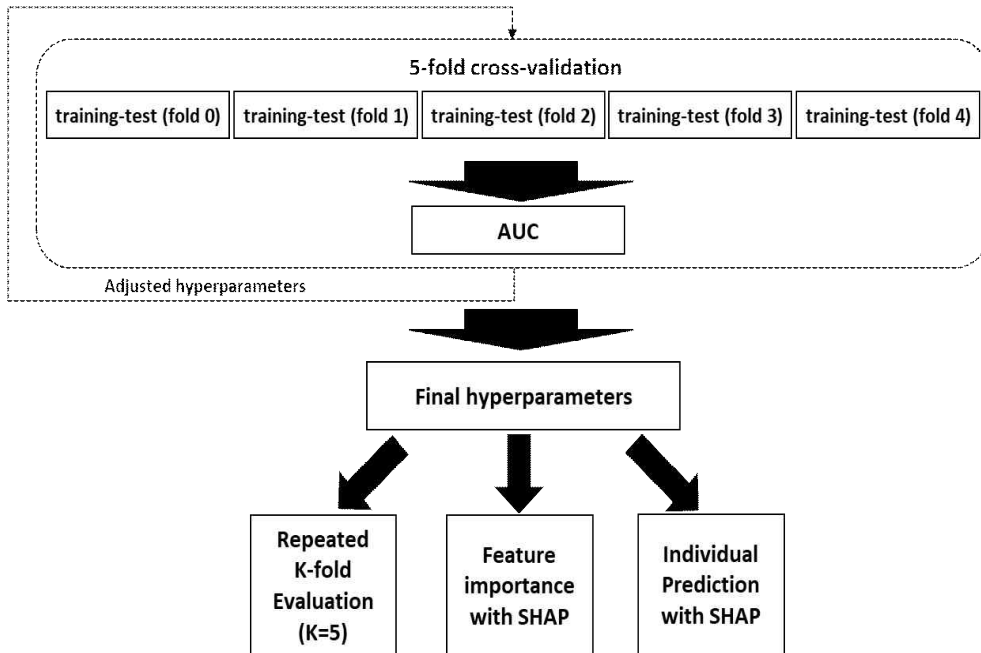 5-fold cross-validation
training-test (fold 0)
training-test (fold 1)
training-test (fold 2)
training-test (fold 3)
training-test (fold 4)
AUC
Adjusted hyperparameters
Final hyperparameters
Repeated
K-fold
Evaluation
(K=5)
Feature
importance
with SHAP
Individual
Prediction
with SHAP